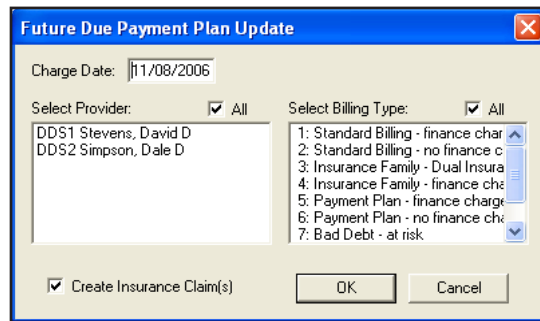 Future Due Payment Plan Update
Charge Date: 11/08/2006
Select Provider: All
DDS1 Stevens, David D
DDS2 Simpson, Dale D
Select Billing Type: All
1: Standard Billing - finance char
2: Standard Billing - no finance c
3: Insurance Family - Dual Insura
4: Insurance Family - finance cha
5: Payment Plan - finance charge
6: Payment Plan - no finance cha
7: Bad Debt - at risk
Create Insurance Claim(s)
OK
Cancel